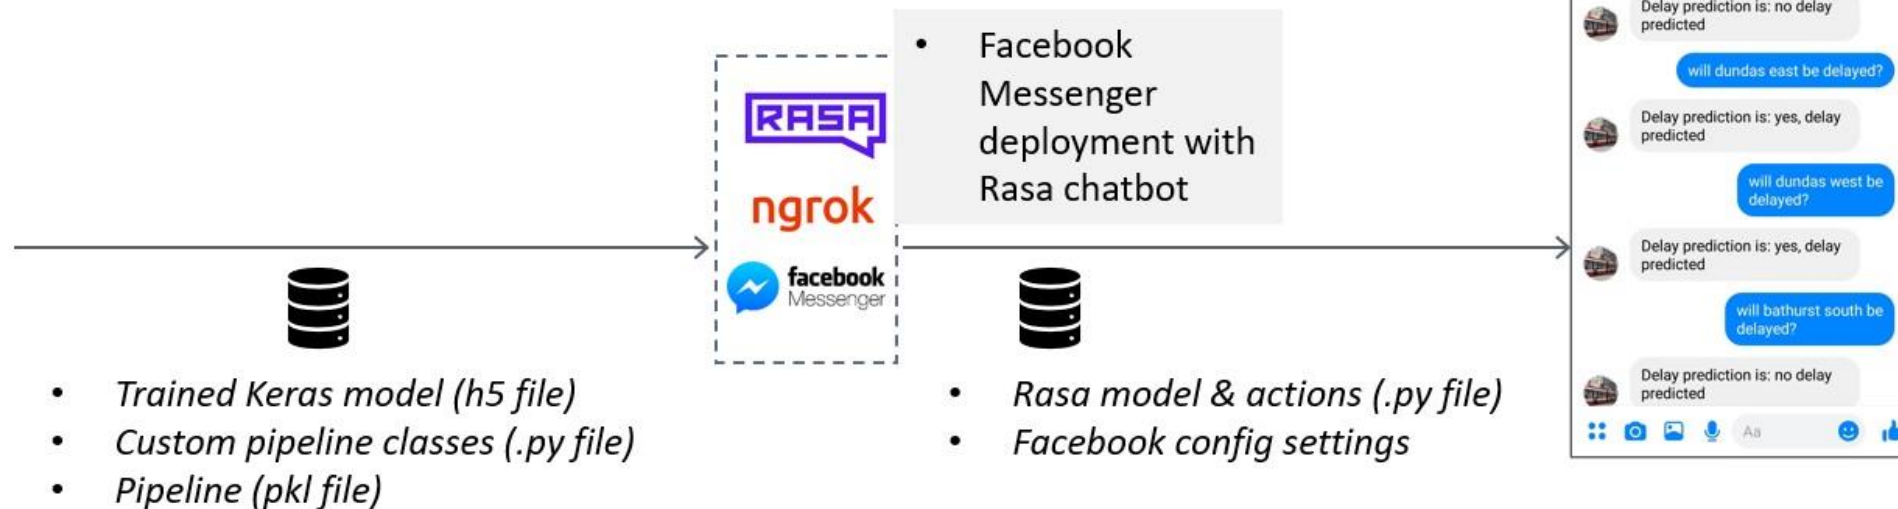 • Facebook
Messenger
deployment with
Rasa chatbot
RASA
ngrok
facebook
Messenger
• Trained Keras model (h5 file)
• Custom pipeline classes (.py file)
• Pipeline (pkl file)
• Rasa model & actions (.py file)
• Facebook config settings
Delay prediction is: no delay
predicted
will dundas east be delayed?
Delay prediction is: yes, delay
predicted
will dundas west be
delayed?
Delay prediction is: yes, delay
predicted
will bathurst south be
delayed?
Delay prediction is: no delay
predicted
Aa